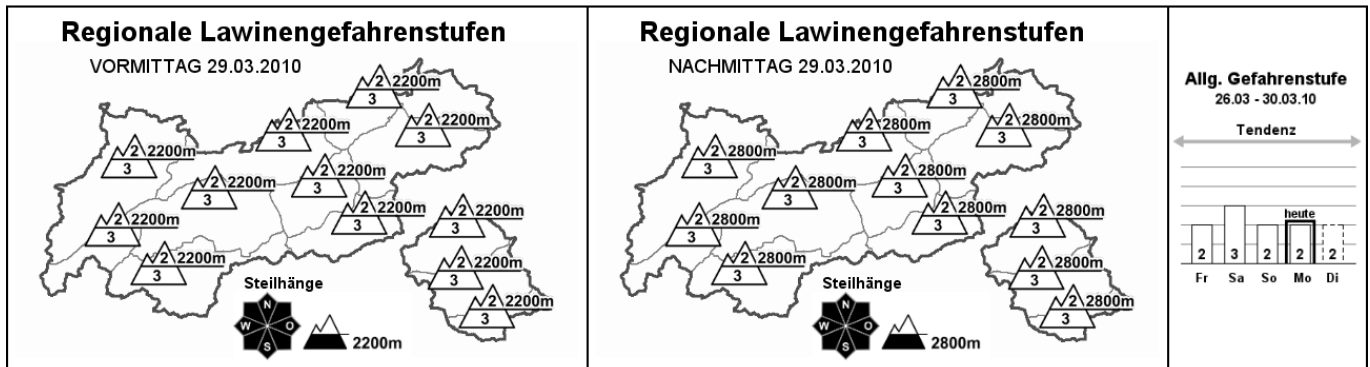 Regionale Lawinengefahrenstufen
VORMITTAG 29.03.2010
2 2200m
3
2 2200m
3
2 2200m
3
2 2200m
3
2 2200m
3
2 2200m
3
2 2200m
3
2 2200m
3
2 2200m
3
2 2200m
3
2 2200m
3
2 2200m
3
Steilhänge
N
W O
S
2200m
Regionale Lawinengefahrenstufen
NACHMITTAG 29.03.2010
2 2800m
3
2 2800m
3
2 2800m
3
2 2800m
3
2 2800m
3
2 2800m
3
2 2800m
3
2 2800m
3
2 2800m
3
2 2800m
3
2 2800m
3
2 2800m
3
Steilhänge
N
W O
S
2800m
Allg. Gefahrenstufe
26.03 - 30.03.10
Tendenz
heute
2 3 2 2 2
Fr Sa So Mo Di